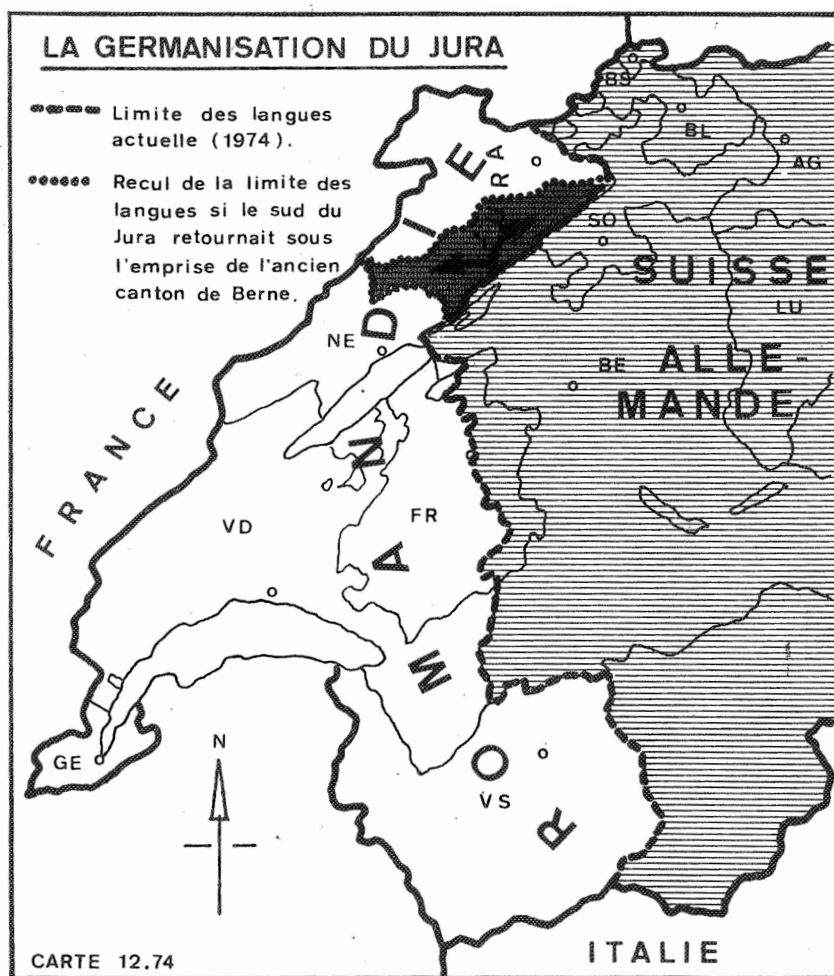 LA GERMANISATION DU JURA
Limite des langues
actuelle (1974).
Recul de la limite des
langues si le sud du
Jura retournait sous
l'emprise de l'ancien
canton de Berne.
BS
BL
AG
RA
SO
SUISSE
LU
NE
BE
ALLE-
MANDE
FRANCE
VD
FR
ROMANDIE
GE
N
VS
CARTE 12.74
ITALIE